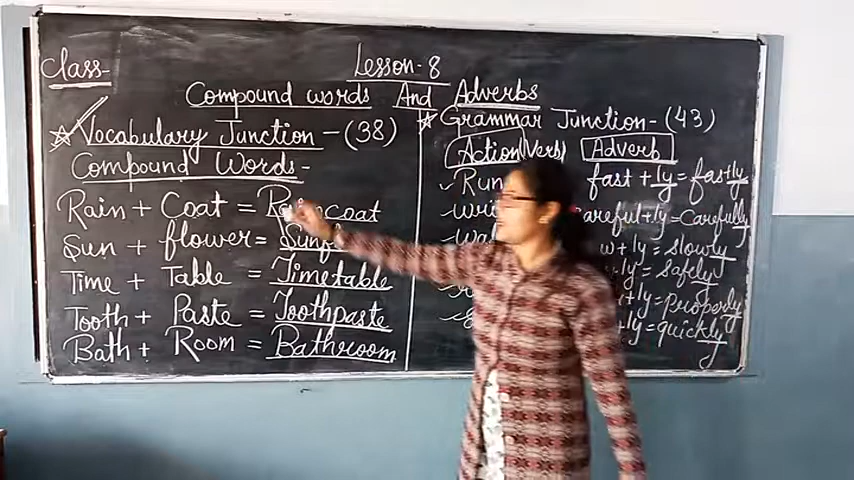 Class-
Lesson-8
Compound words And Adverbs
Vocabulary Junction-(38)
Compound Words-
Rain + Coat = Raincoat
Sun + flower =
Time + Table = Timetable
Tooth + Paste = Toothpaste
Bath + Room = Bathroom
Grammar Junction-(43)
Action Verb Adverb
Run fast + ly = fastly
Careful+ly = Carefully
+ ly = Slowly
ly = Safely
+ly = properly
+ly = quickly